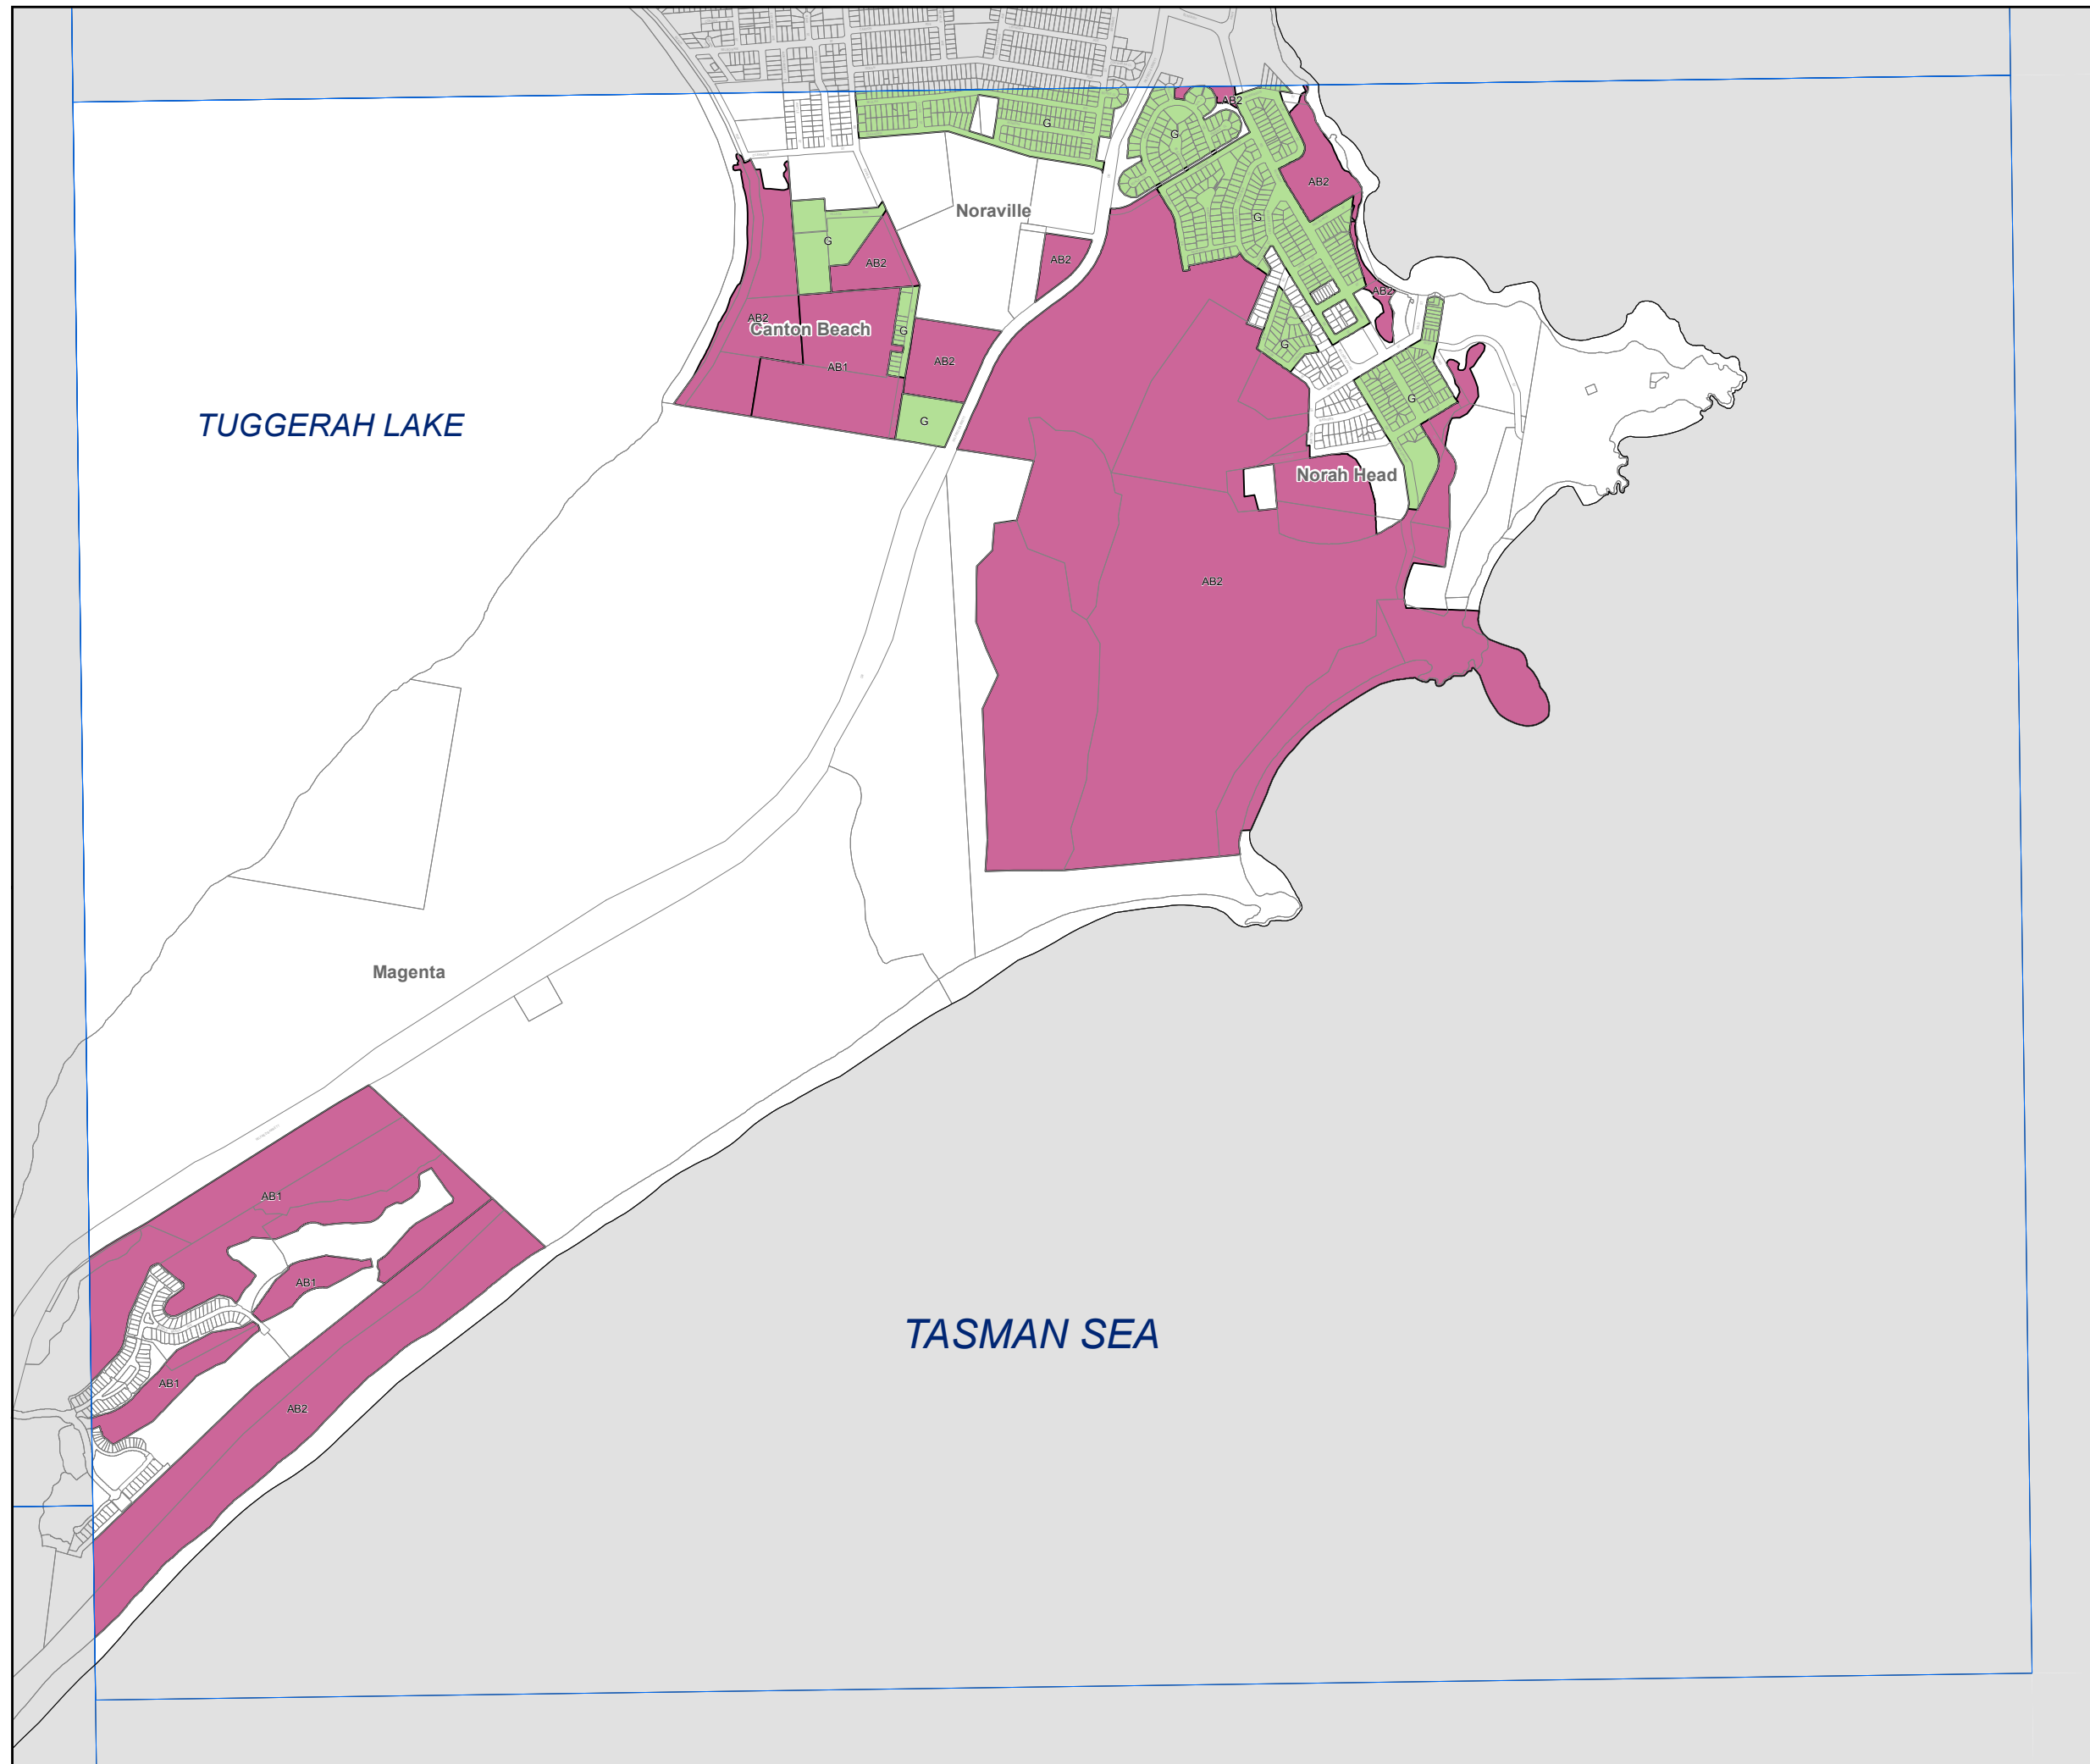 AB2
G
G
AB2
Noraville
G
G
AB2
AB2
AB2
AB2
Canton Beach
G
G
AB2
AB1
G
TUGGERAH LAKE
G
Norah Head
AB2
Magenta
AB1
AB1
TASMAN SEA
AB1
AB2